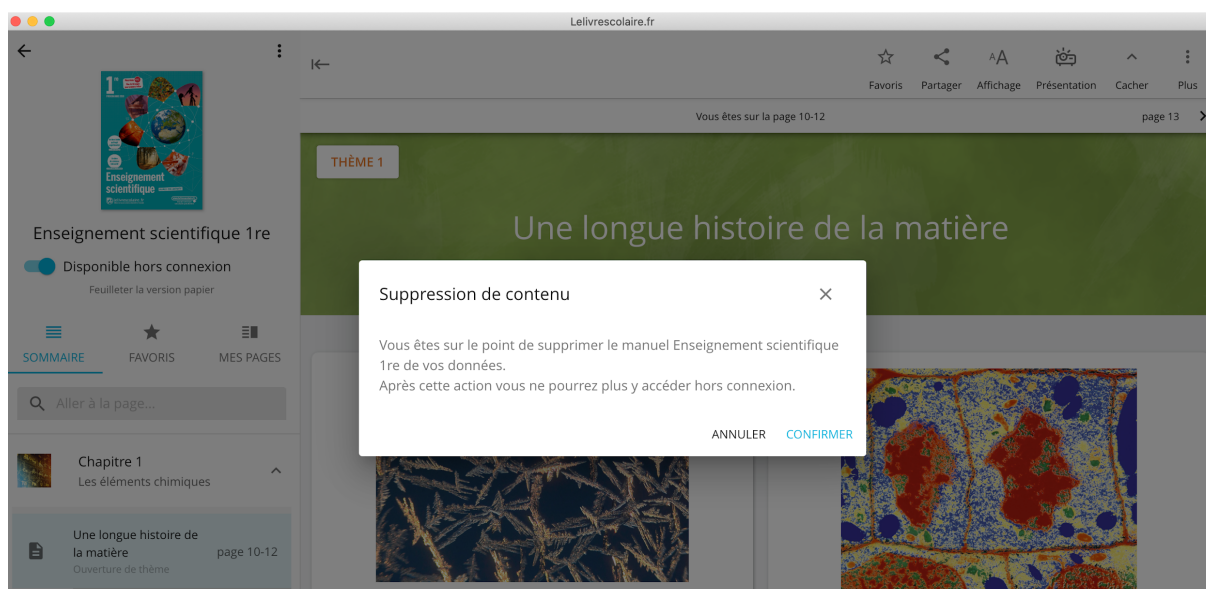 Lelivrescolaire.fr
1re
Enseignement
scientifique
Enseignement scientifique 1re
Disponible hors connexion
Feuilleter la version papier
SOMMAIRE
FAVORIS
MES PAGES
Aller à la page...
Chapitre 1
Les éléments chimiques
Une longue histoire de
la matière
page 10-12
Ouverture de thème
Favoris
Partager
AA
Affichage
Présentation
Cacher
Plus
Vous êtes sur la page 10-12
page 13
THÈME 1
Une longue histoire de la matière
Suppression de contenu
Vous êtes sur le point de supprimer le manuel Enseignement scientifique
1re de vos données.
Après cette action vous ne pourrez plus y accéder hors connexion.
ANNULER
CONFIRMER